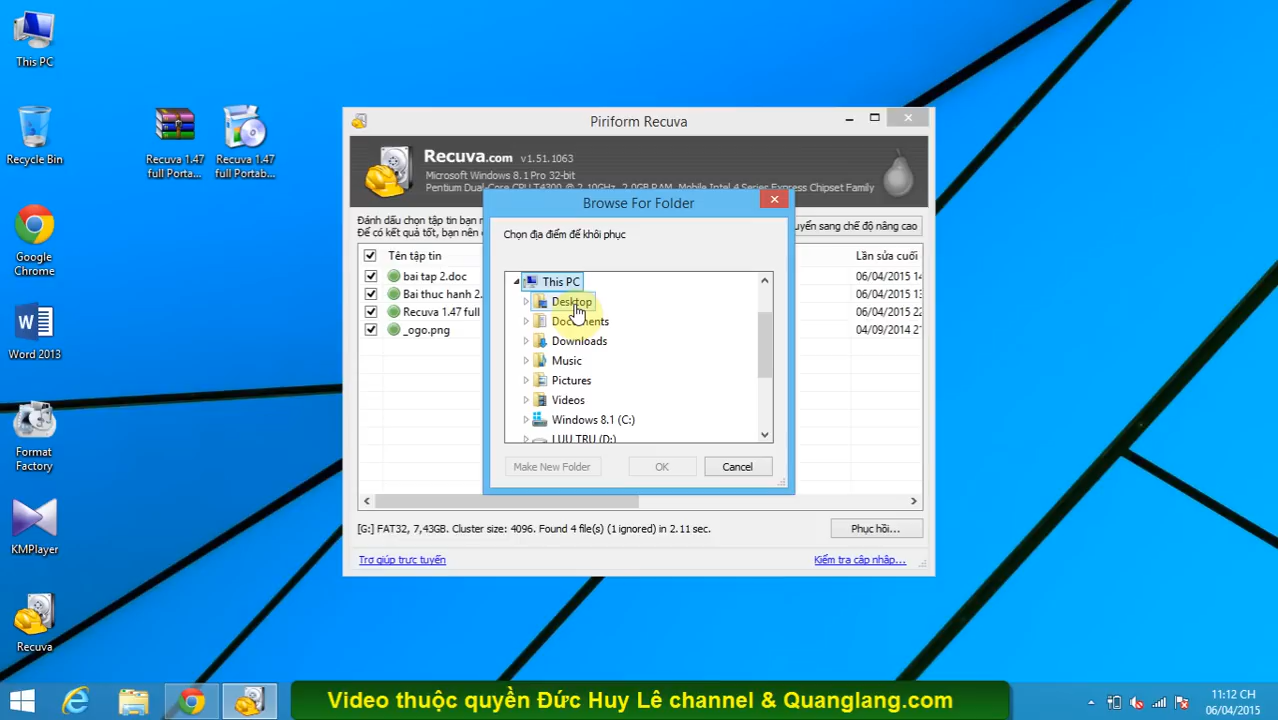 This PC
Recycle Bin
Recuva 1.47
full Porta...
Recuva 1.47
full Portab...
Google
Chrome
Word 2013
Format
Factory
KMPlayer
Recuva
Piriform Recuva
Recuva.com v1.51.1063
Microsoft Windows 8.1 Pro 32-bit
Pentium Dual-Core CPU T4300 @ 2.10GHz, 2.0GB RAM, Mobile Intel 4 Series Express Chipset Family
Đánh dấu chọn tập tin bạn
Để có kết quả tốt, bạn nên
sang chế độ nâng cao
Tên tập tin
Lần sửa cuối
bai tap 2.doc
06/04/2015 14
Bai thuc hanh 2.
06/04/2015 13
Recuva 1.47 full
06/04/2015 22
_ogo.png
04/09/2014 2
Browse For Folder
Chọn địa điểm để khôi phục
This PC
Desktop
Documents
Downloads
Music
Pictures
Videos
Windows 8.1 (C:)
LUU TRU (D:)
Make New Folder
OK
Cancel
[G:] FAT32, 7,43GB. Cluster size: 4096. Found 4 file(s) (1 ignored) in 2.11 sec.
Phục hồi...
Trợ giúp trực tuyến
Kiểm tra cập nhập...
Video thuộc quyền Đức Huy Lê channel & Quanglang.com
11:12 CH
06/04/2015